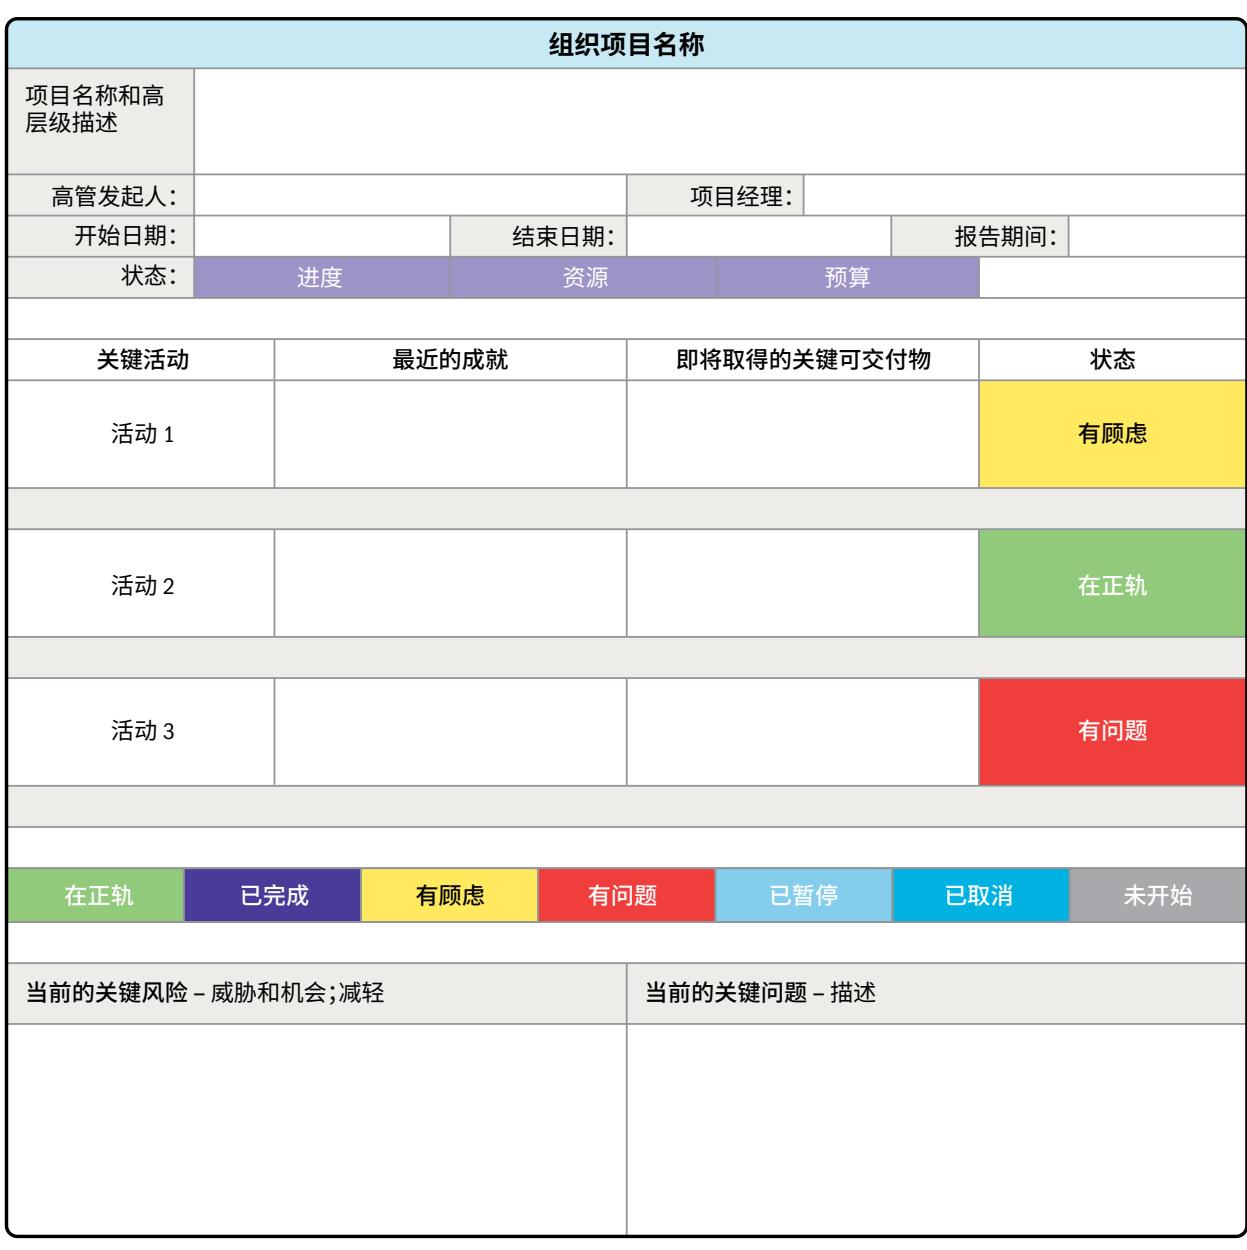 组织项目名称
项目名称和高
层级描述
高管发起人：
项目经理：
开始日期：
结束日期：
报告期间：
状态：
进度
资源
预算
关键活动
最近的成就
即将取得的关键可交付物
状态
活动 1
有顾虑
活动 2
在正轨
活动 3
有问题
在正轨
已完成
有顾虑
有问题
已暂停
已取消
未开始
当前的关键风险 – 威胁和机会；减轻
当前的关键问题 – 描述